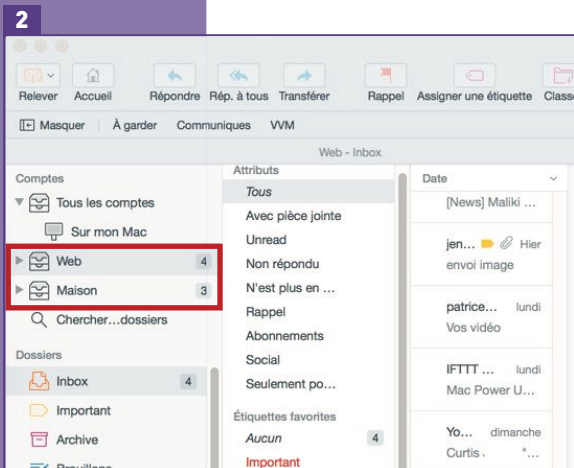 2
Relever Accueil Répondre Rép. à tous Transférer Rappel Assigner une étiquette Classe
Masquer À garder Communiques VVM
Web - Inbox
Comptes
Tous les comptes
Sur mon Mac
Web 4
Maison 3
Chercher...dossiers
Dossiers
Inbox 4
Important
Archive
Brouillons
Attributs
Tous
Avec pièce jointe
Unread
Non répondu
N'est plus en ...
Rappel
Abonnements
Social
Seulement po...
Étiquettes favorites
Aucun 4
Important
Date
[News] Maliki ...
jen... Hier
envoi image
patrice... lundi
Vos vidéo
IFTTT ... lundi
Mac Power U...
Yo... dimanche
Curtis . "...